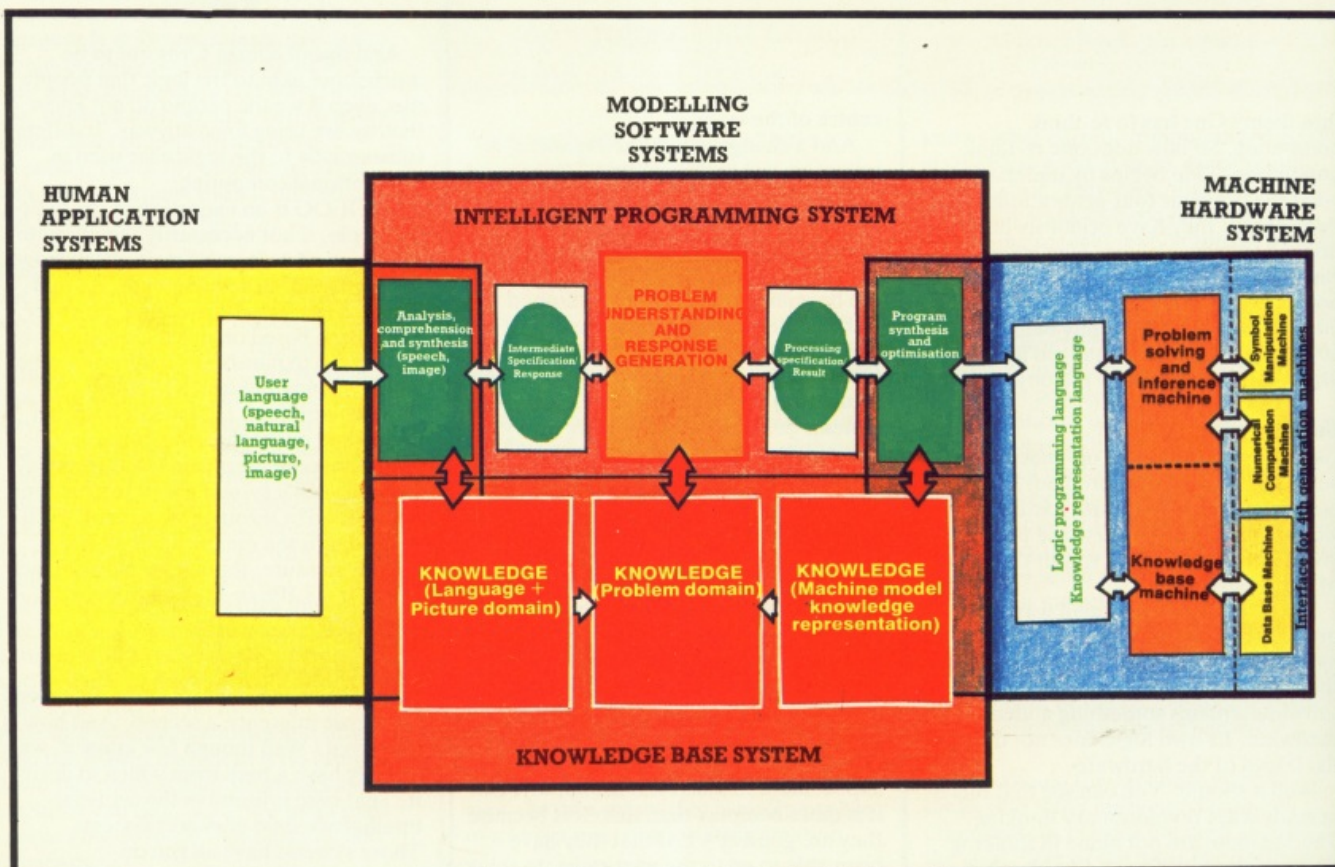 MODELLING
SOFTWARE
SYSTEMS
HUMAN
APPLICATION
SYSTEMS
MACHINE
HARDWARE
SYSTEM
INTELLIGENT PROGRAMMING SYSTEM
User
language
(speech,
natural
language,
picture,
image)
Analysis,
comprehension
and synthesis
(speech,
image)
Intermediate
Specification/
Response
PROBLEM
UNDERSTANDING
AND
RESPONSE
GENERATION
Processing
specification
Result
Program
synthesis
and
optimisation
Logic programming language
Knowledge representation language
Problem
solving
and
inference
machine
Knowledge
base
machine
Symbol
Manipulation
Machine
Numerical
Computation
Machine
Data Base Machine
Interface for 4th generation machines
KNOWLEDGE
(Language +
Picture domain)
KNOWLEDGE
(Problem domain)
KNOWLEDGE
(Machine model
knowledge
representation)
KNOWLEDGE BASE SYSTEM